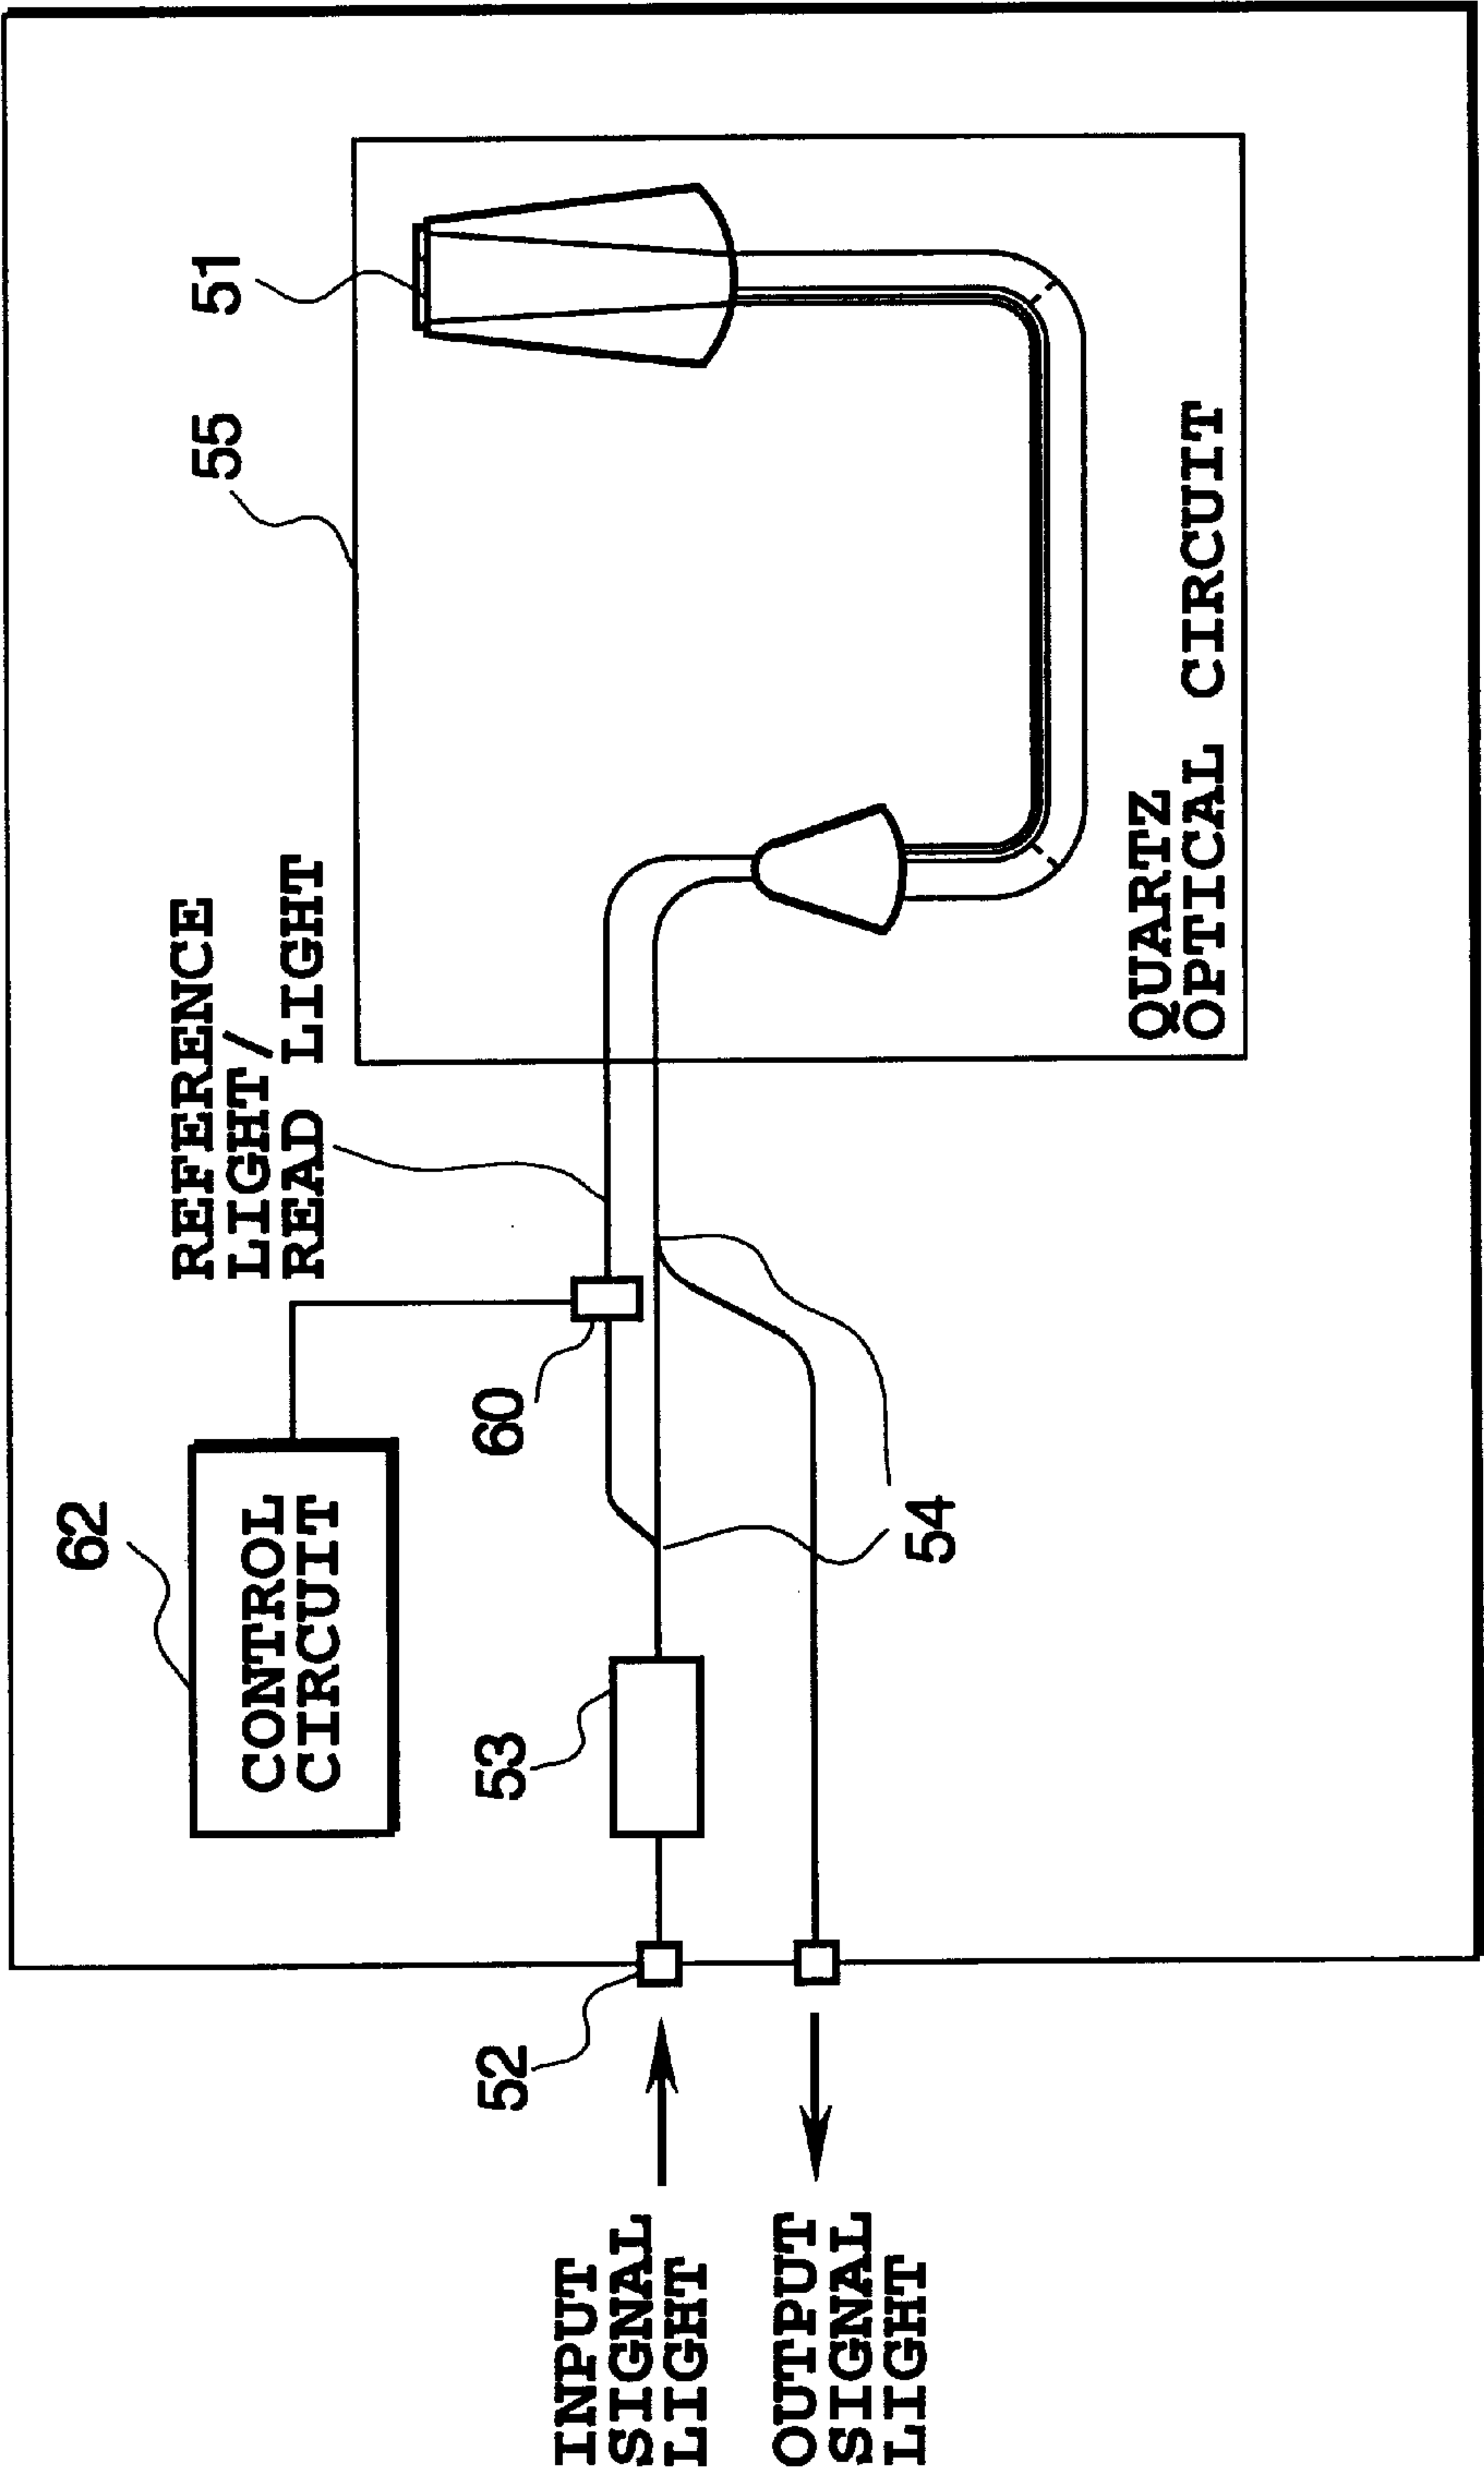 INPUT
SIGNAL
LIGHT
OUTPUT
SIGNAL
LIGHT
52
53
62
CONTROL
CIRCUIT
60
54
REFERENCE
LIGHT/
READ LIGHT
55
51
QUARTZ
OPTICAL CIRCUIT